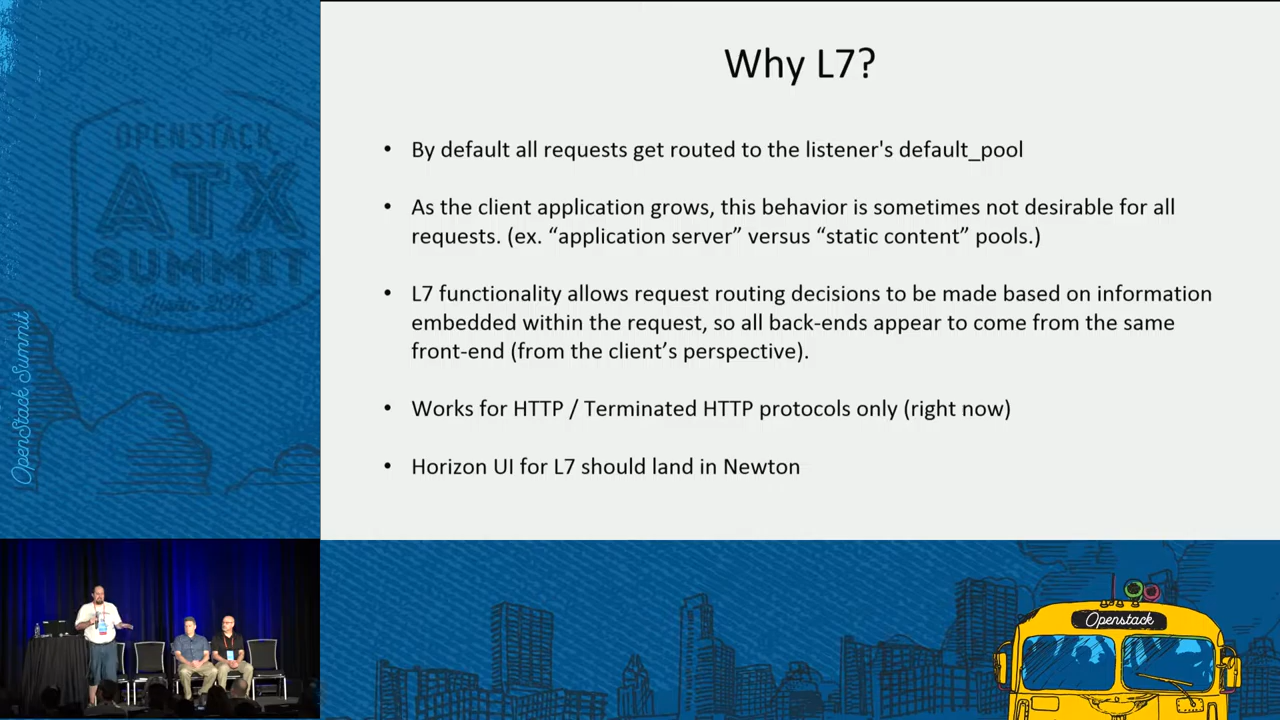 Why L7?
• By default all requests get routed to the listener's default_pool
• As the client application grows, this behavior is sometimes not desirable for all
requests. (ex. “application server” versus “static content” pools.)
• L7 functionality allows request routing decisions to be made based on information
embedded within the request, so all back-ends appear to come from the same
front-end (from the client’s perspective).
• Works for HTTP / Terminated HTTP protocols only (right now)
• Horizon UI for L7 should land in Newton
OPENSTACK
ATX
SUMMIT
Austin 2016
OpenStack Summit
Openstack